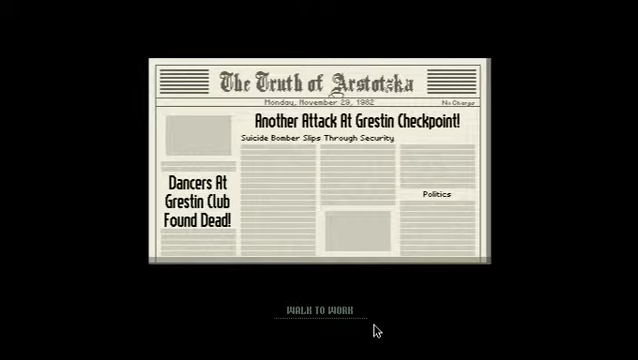 The Truth of Arstotzka
Monday, November 29, 1982
No Charge
Another Attack At Grestin Checkpoint!
Suicide Bomber Slips Through Security
Dancers At
Grestin Club
Found Dead!
Politics
WALK TO WORK